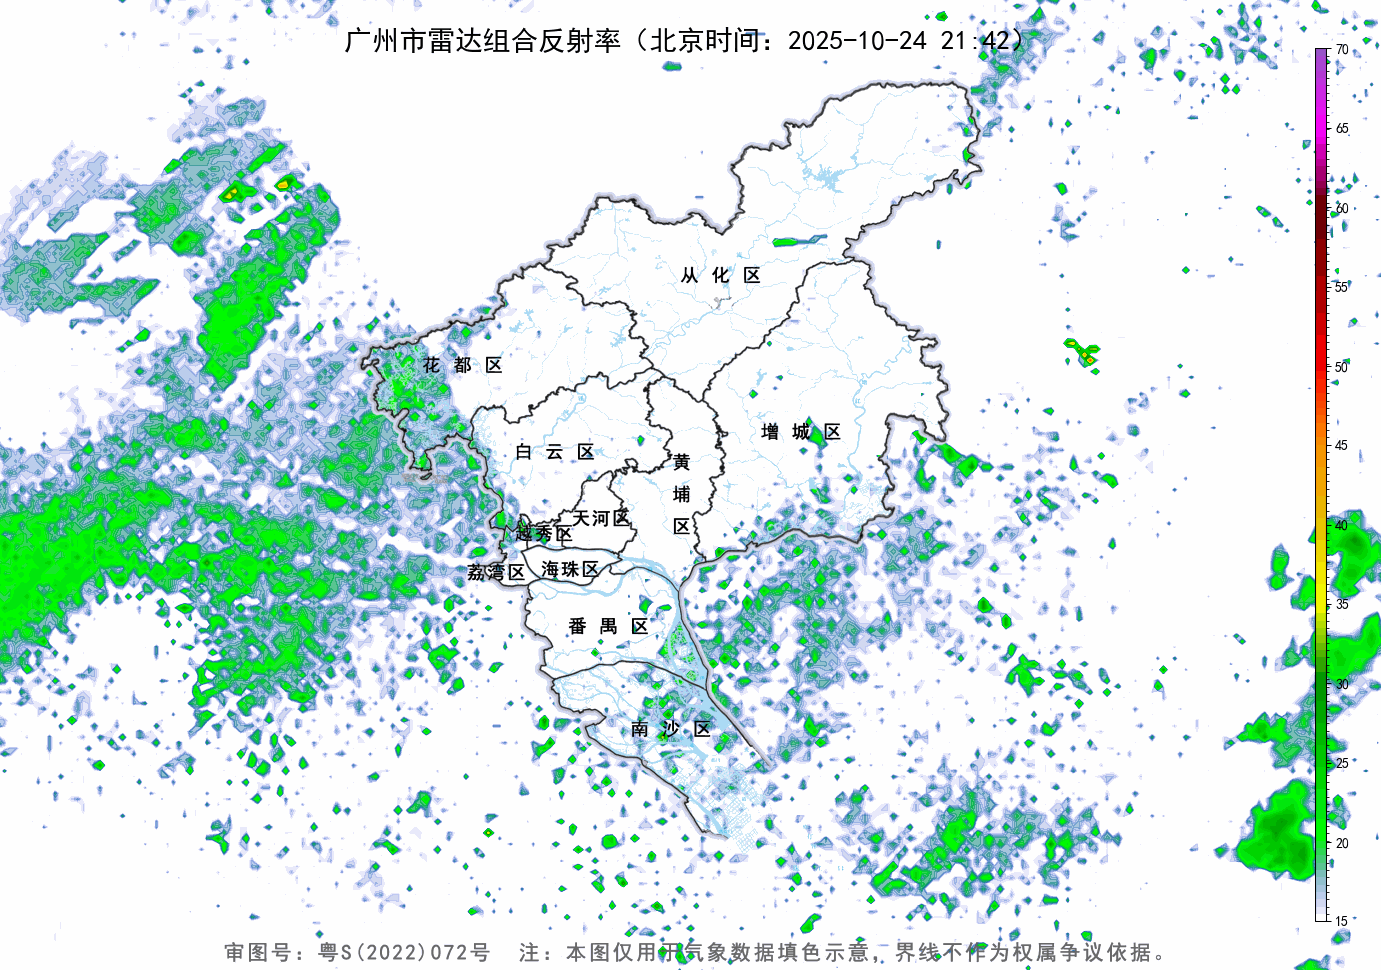 广州市雷达组合反射率（北京时间：2025-10-24 21:42）
70
65
60
55
50
45
40
35
30
25
20
15
从化区
花都区
增城区
白云区
黄埔区
天河区
越秀区
荔湾区
海珠区
番禺区
南沙区
审图号：粤S(2022)072号 注：本图仅用于气象数据填色示意，界线不作为权属争议依据。